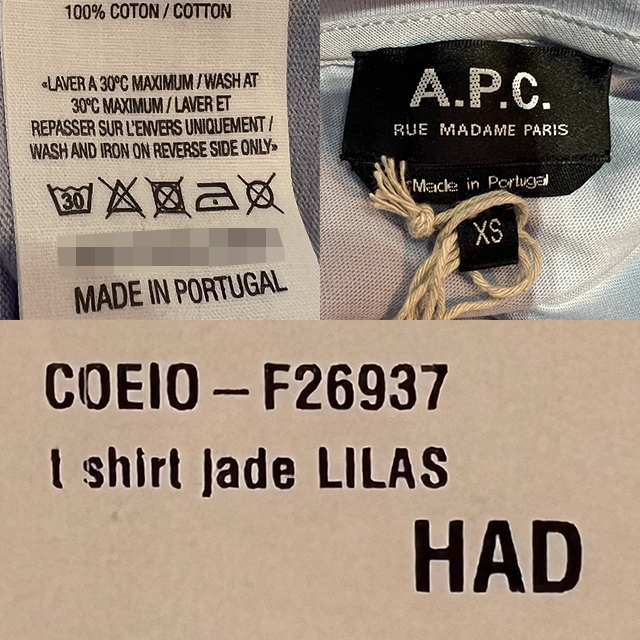 100% COTON / COTTON
«LAVER A 30ºC MAXIMUM / WASH AT
30ºC MAXIMUM / LAVER ET
REPASSER SUR L'ENVERS UNIQUEMENT /
WASH AND IRON ON REVERSE SIDE ONLY»
30
MADE IN PORTUGAL
A.P.C.
RUE MADAME PARIS
Made in Portugal
XS
COEIO – F26937
t shirt jade LILAS
HAD